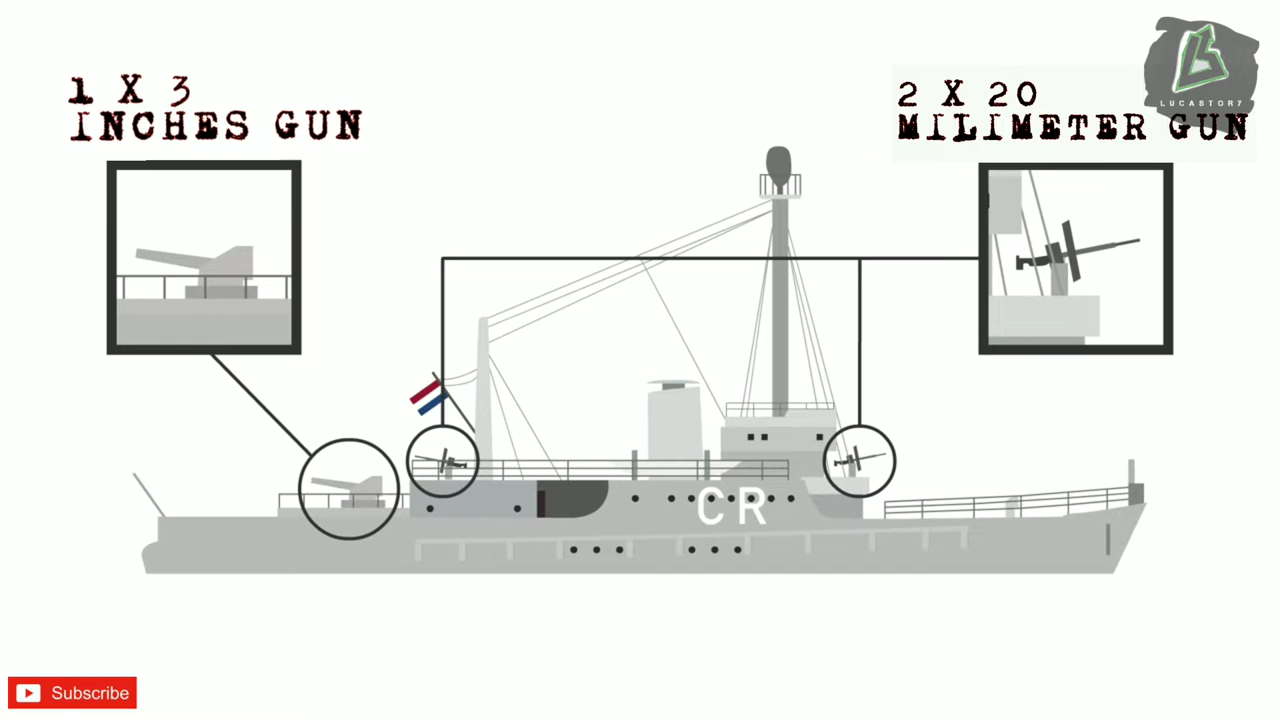 1 X 3
INCHES GUN
2 X 20
MILIMETER GUN
LUCASTOR7
CR
Subscribe